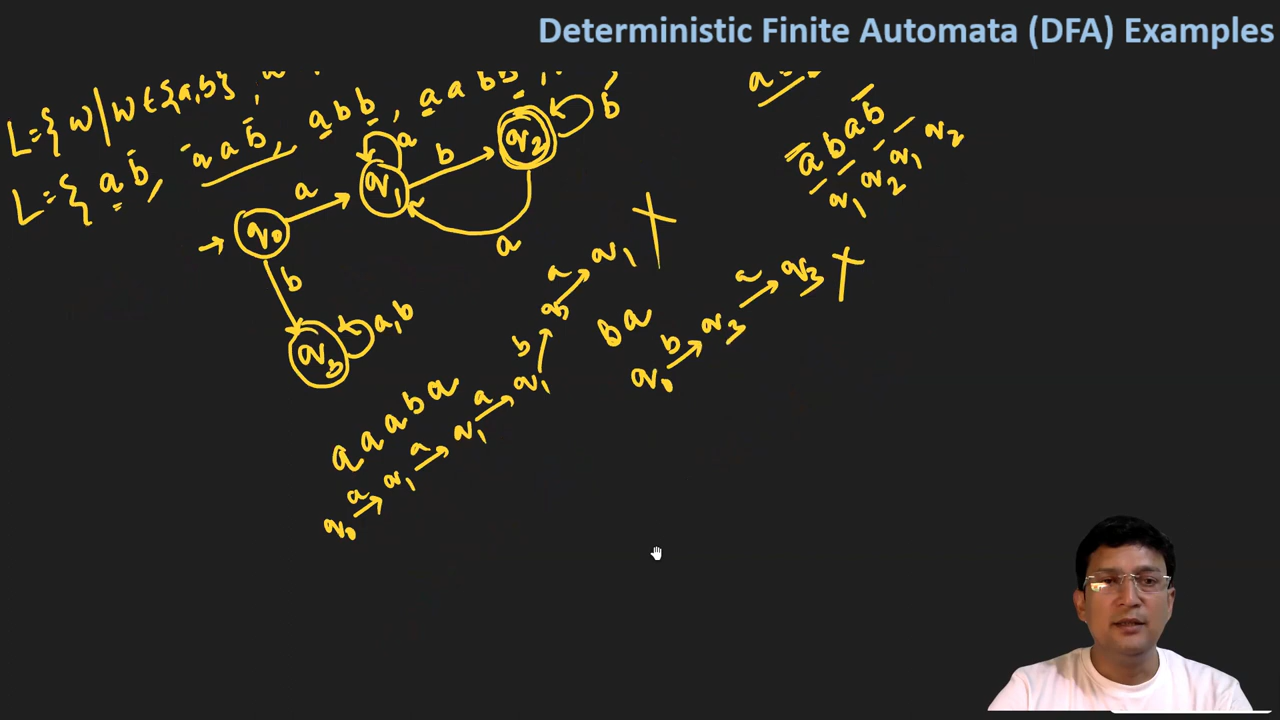 Deterministic Finite Automata (DFA) Examples
L={ w/w∈{a,b},
L={ ab, aab, abb, aabb,
a
b
a
b
a
b
a,b
q0
q1
q2
q3
abab
q1 q2 q1, q2
aaaba
q0 a q1 a q1 a q1 b a q1 X
ba
q0 b q3 a q3 X